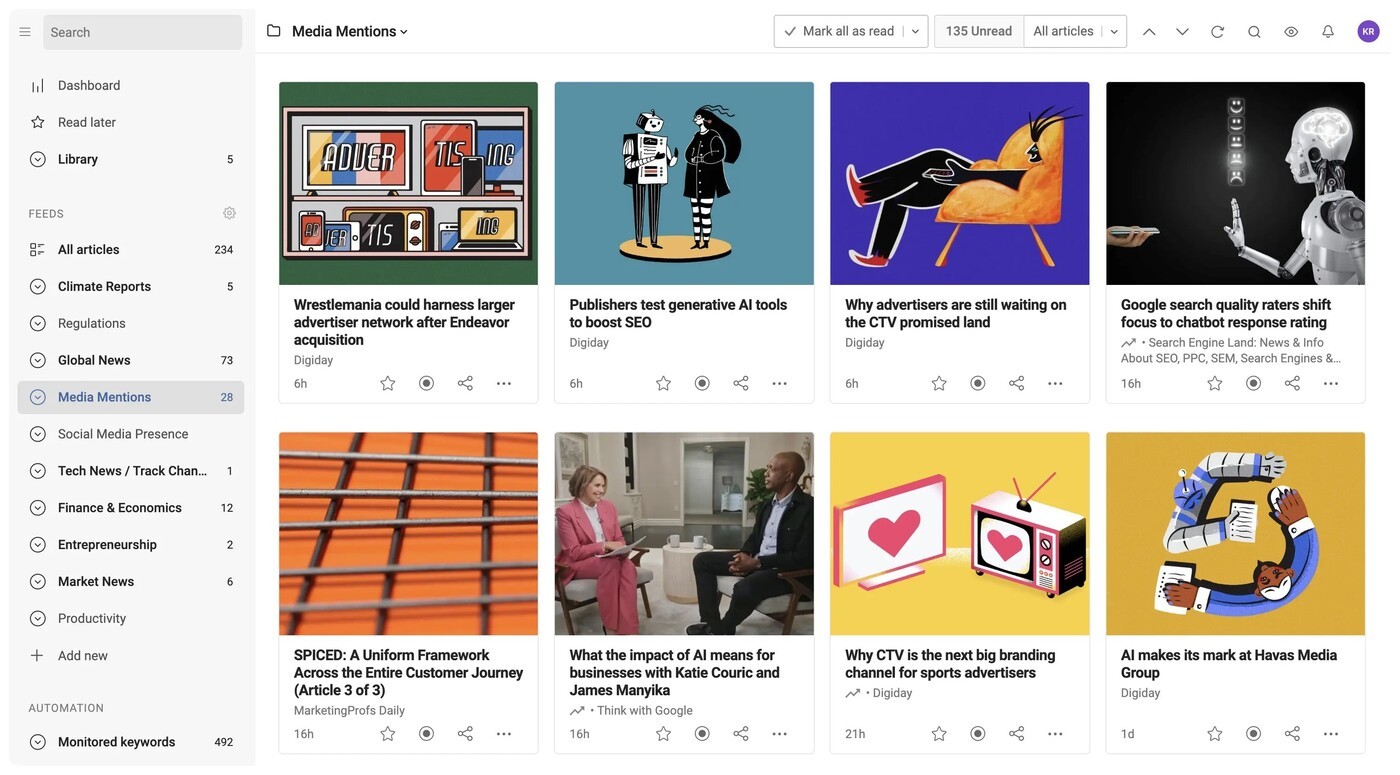 Search
Media Mentions
Mark all as read
135 Unread
All articles
KR
Dashboard
Read later
Library 5
FEEDS
All articles 234
Climate Reports 5
Regulations
Global News 73
Media Mentions 28
Social Media Presence
Tech News / Track Chan... 1
Finance & Economics 12
Entrepreneurship 2
Market News 6
Productivity
Add new
AUTOMATION
Monitored keywords 492
ADVER TIS ING
AD VER TIS ING
Wrestlemania could harness larger
advertiser network after Endeavor
acquisition
Digiday
6h
Publishers test generative AI tools
to boost SEO
Digiday
6h
Why advertisers are still waiting on
the CTV promised land
Digiday
6h
Google search quality raters shift
focus to chatbot response rating
• Search Engine Land: News & Info
About SEO, PPC, SEM, Search Engines &...
16h
SPICED: A Uniform Framework
Across the Entire Customer Journey
(Article 3 of 3)
MarketingProfs Daily
16h
What the impact of AI means for
businesses with Katie Couric and
James Manyika
• Think with Google
16h
Why CTV is the next big branding
channel for sports advertisers
• Digiday
21h
AI makes its mark at Havas Media
Group
Digiday
1d